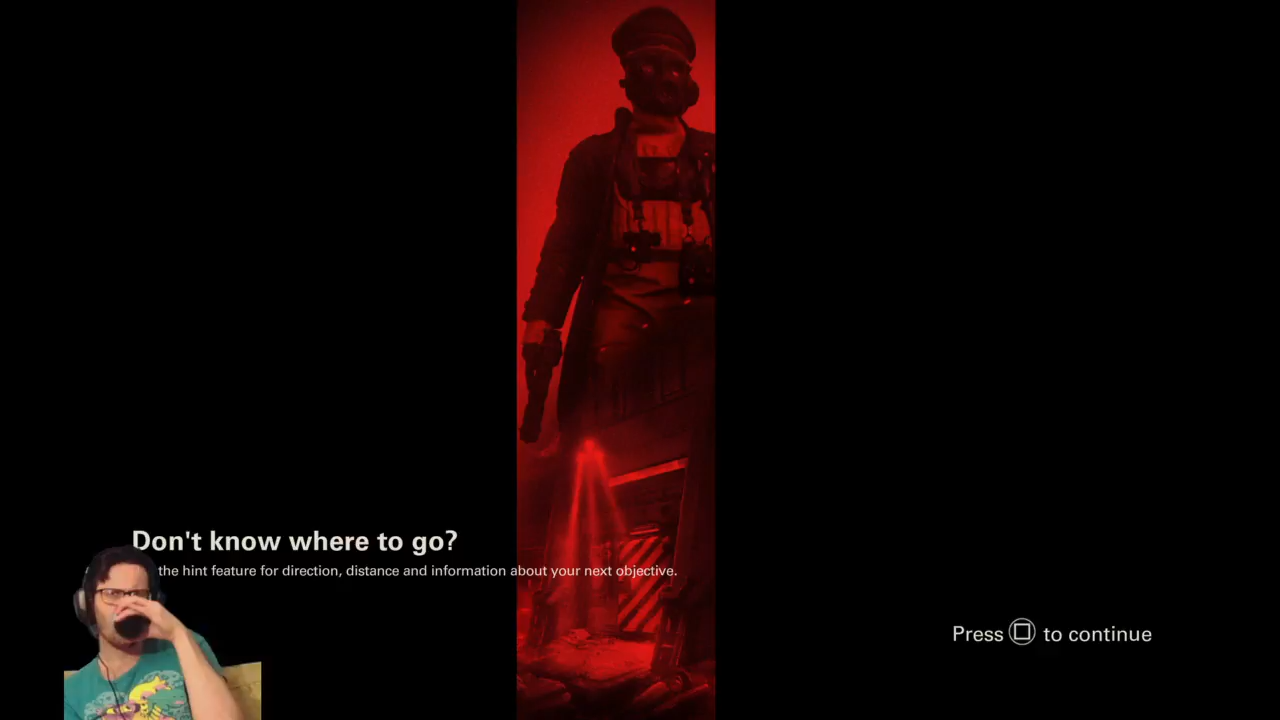 Don't know where to go?
the hint feature for direction, distance and information about your next objective.
Press to continue